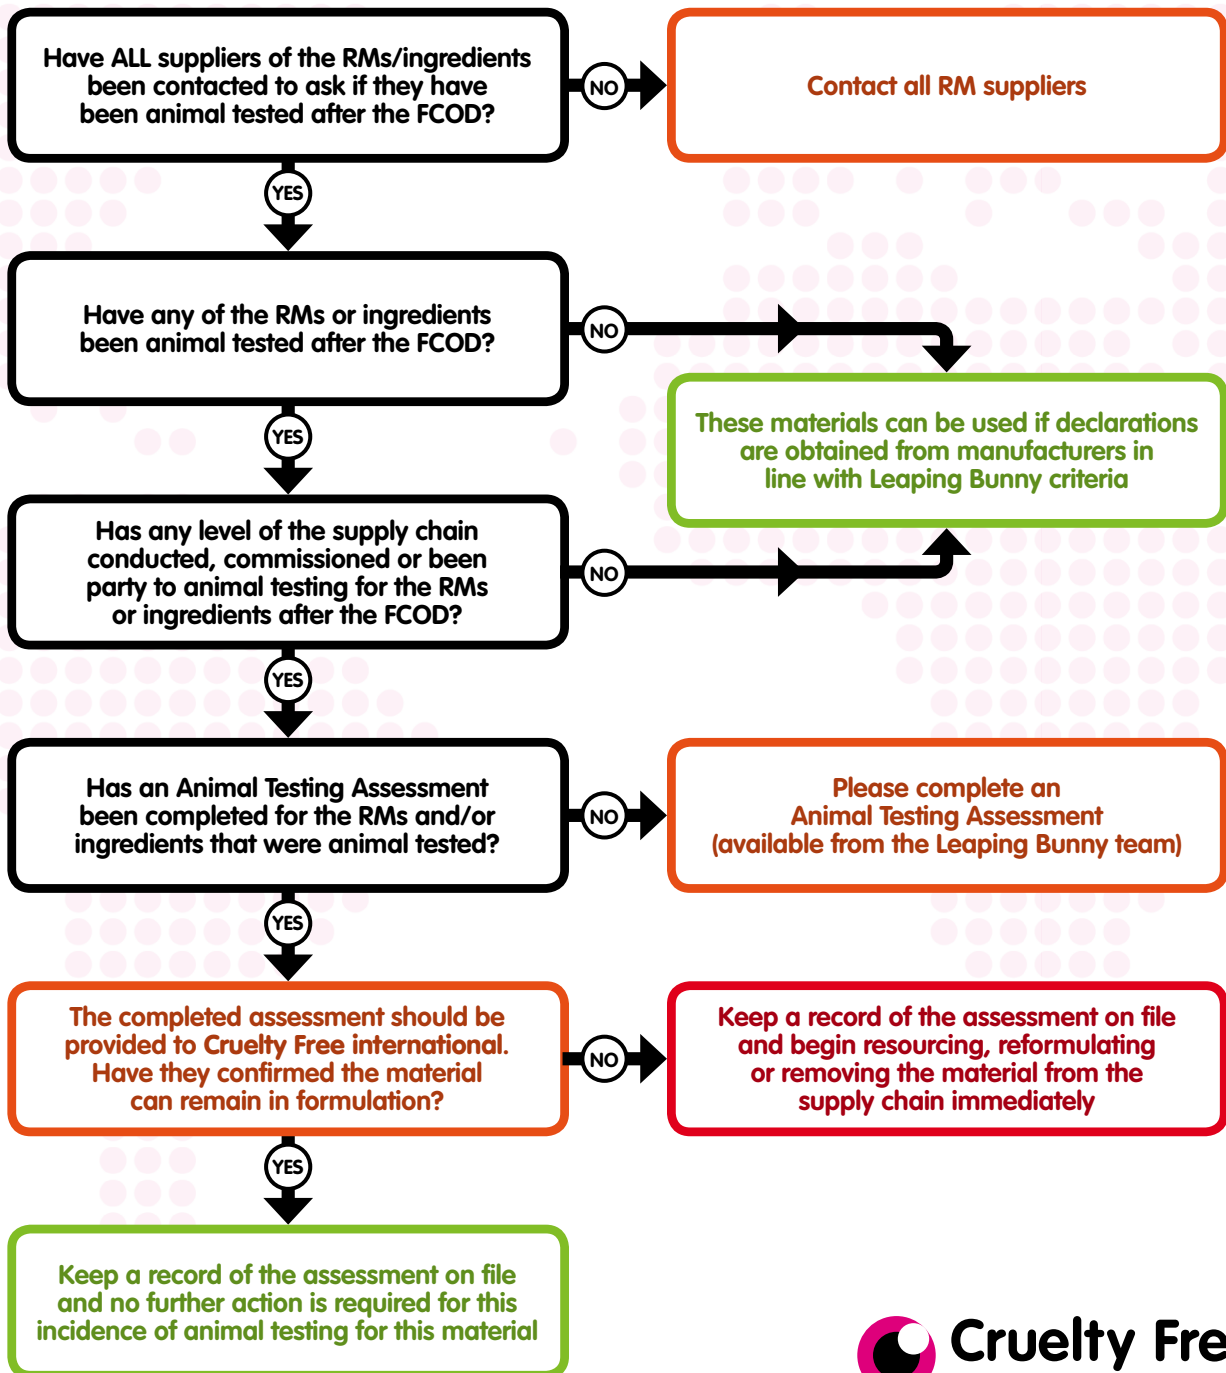 Have ALL suppliers of the RMs/ingredients
been contacted to ask if they have
been animal tested after the FCOD?
NO
Contact all RM suppliers
YES
Have any of the RMs or ingredients
been animal tested after the FCOD?
NO
These materials can be used if declarations
are obtained from manufacturers in
line with Leaping Bunny criteria
YES
Has any level of the supply chain
conducted, commissioned or been
party to animal testing for the RMs
or ingredients after the FCOD?
NO
YES
Has an Animal Testing Assessment
been completed for the RMs and/or
ingredients that were animal tested?
NO
Please complete an
Animal Testing Assessment
(available from the Leaping Bunny team)
YES
The completed assessment should be
provided to Cruelty Free international.
Have they confirmed the material
can remain in formulation?
NO
Keep a record of the assessment on file
and begin resourcing, reformulating
or removing the material from the
supply chain immediately
YES
Keep a record of the assessment on file
and no further action is required for this
incidence of animal testing for this material
Cruelty Fre